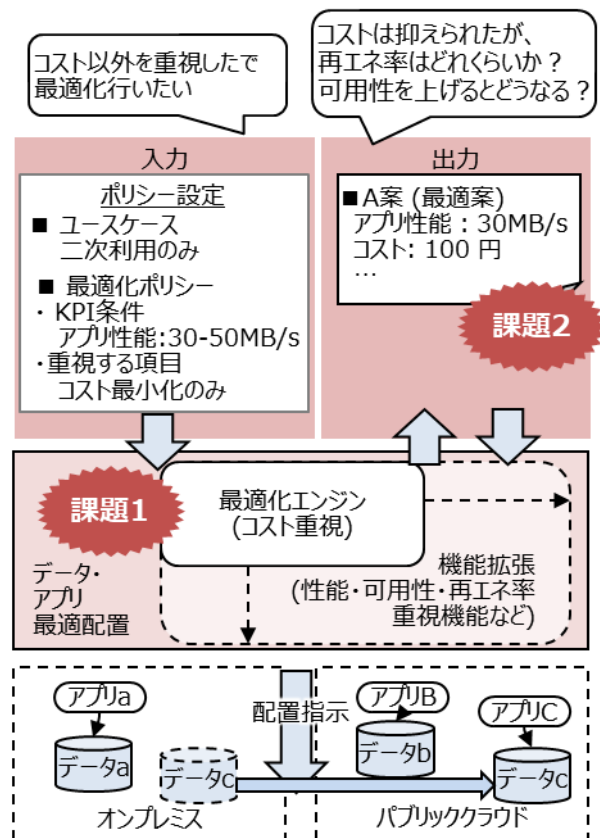 コスト以外を重視したで
最適化行いたい
コストは抑えられたが、
再エネ率はどれくらいか？
可用性を上げるとどうなる？
入力
ポリシー設定
■ ユースケース
二次利用のみ
■ 最適化ポリシー
・ KPI条件
アプリ性能:30-50MB/s
・重視する項目
コスト最小化のみ
出力
■A案 (最適案)
アプリ性能：30MB/s
コスト: 100 円
…
課題2
課題1
最適化エンジン
(コスト重視)
データ・
アプリ
最適配置
機能拡張
(性能・可用性・再エネ率
重視機能など)
配置指示
アプリa
データa
データc
オンプレミス
アプリB
データb
アプリC
データc
パブリッククラウド